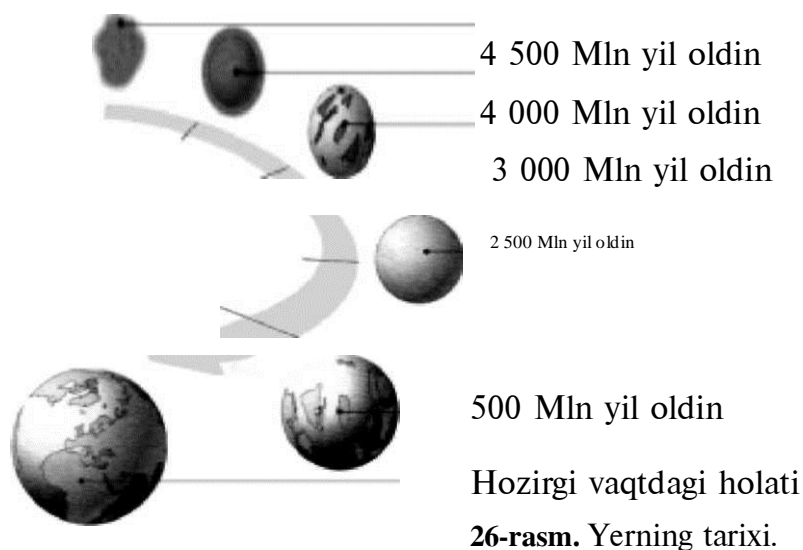 4 500 Mln yil oldin
4 000 Mln yil oldin
3 000 Mln yil oldin
2 500 Mln yil oldin
500 Mln yil oldin
Hozirgi vaqtdagi holati
26-rasm. Yerning tarixi.